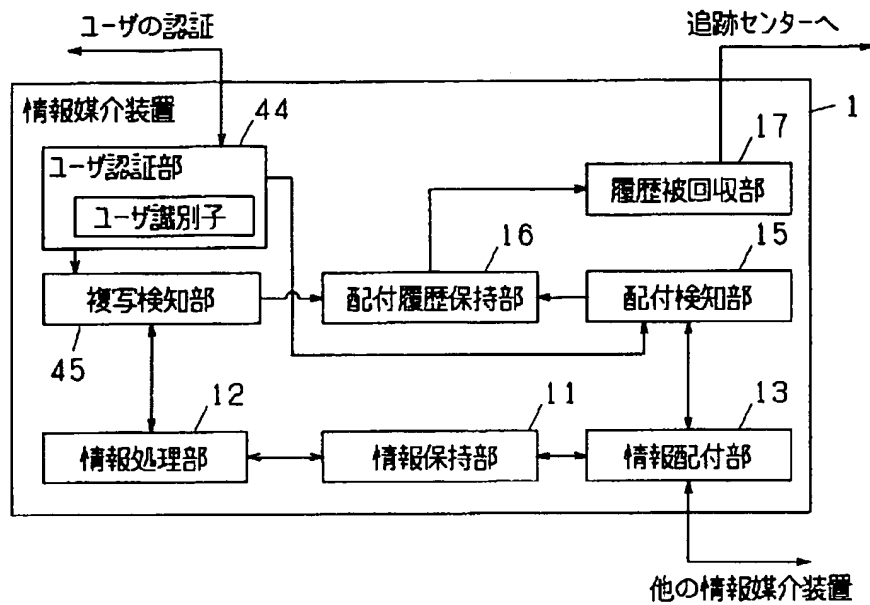 ユーザの認証
追跡センターへ
情報媒介装置
44
1
ユーザ認証部
17
ユーザ識別子
履歴被回収部
16
15
複写検知部
配付履歴保持部
配付検知部
45
12
11
13
情報処理部
情報保持部
情報配付部
他の情報媒介装置